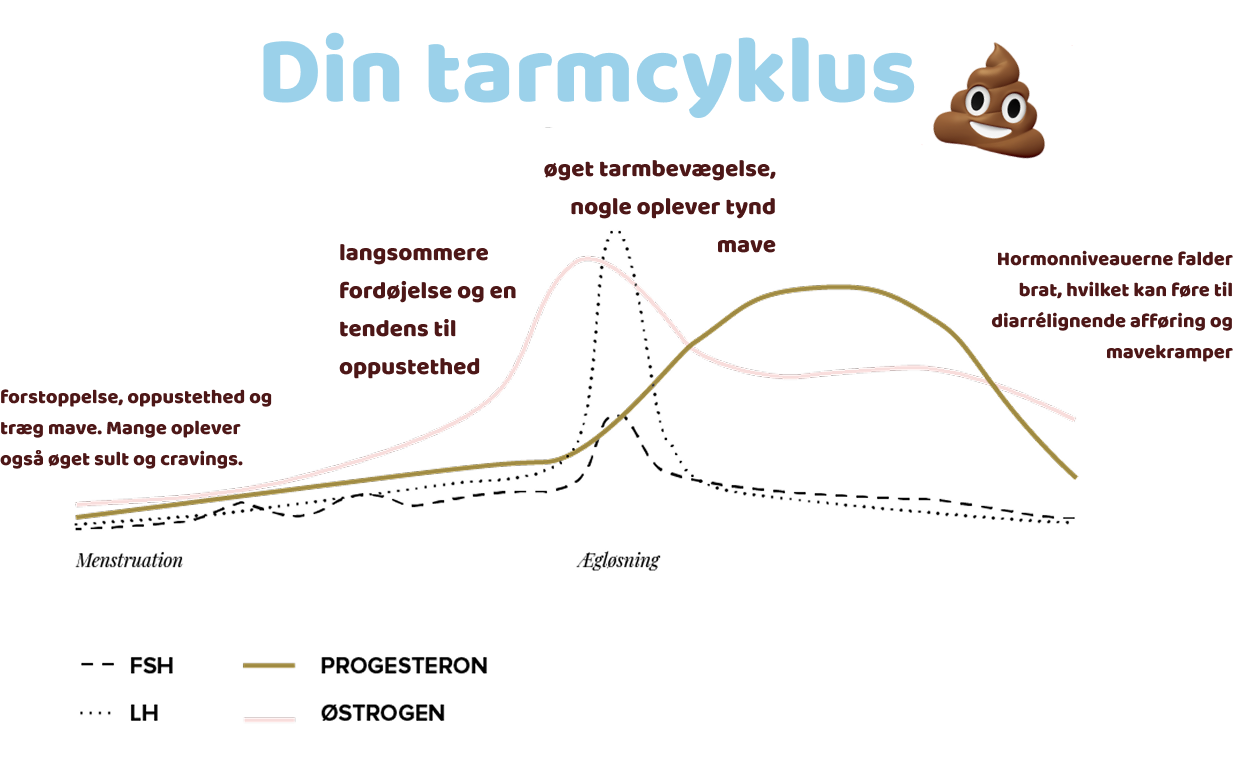 Din tarmcyklus
øget tarmbevægelse,
nogle oplever tynd
mave
langsommere
fordøjelse og en
tendens til
oppustethed
Hormonniveauerne falder
brat, hvilket kan føre til
diarrélignende afføring og
mavekramper
forstoppelse, oppustethed og
træg mave. Mange oplever
også øget sult og cravings.
Menstruation
Ægløsning
FSH
PROGESTERON
LH
ØSTROGEN